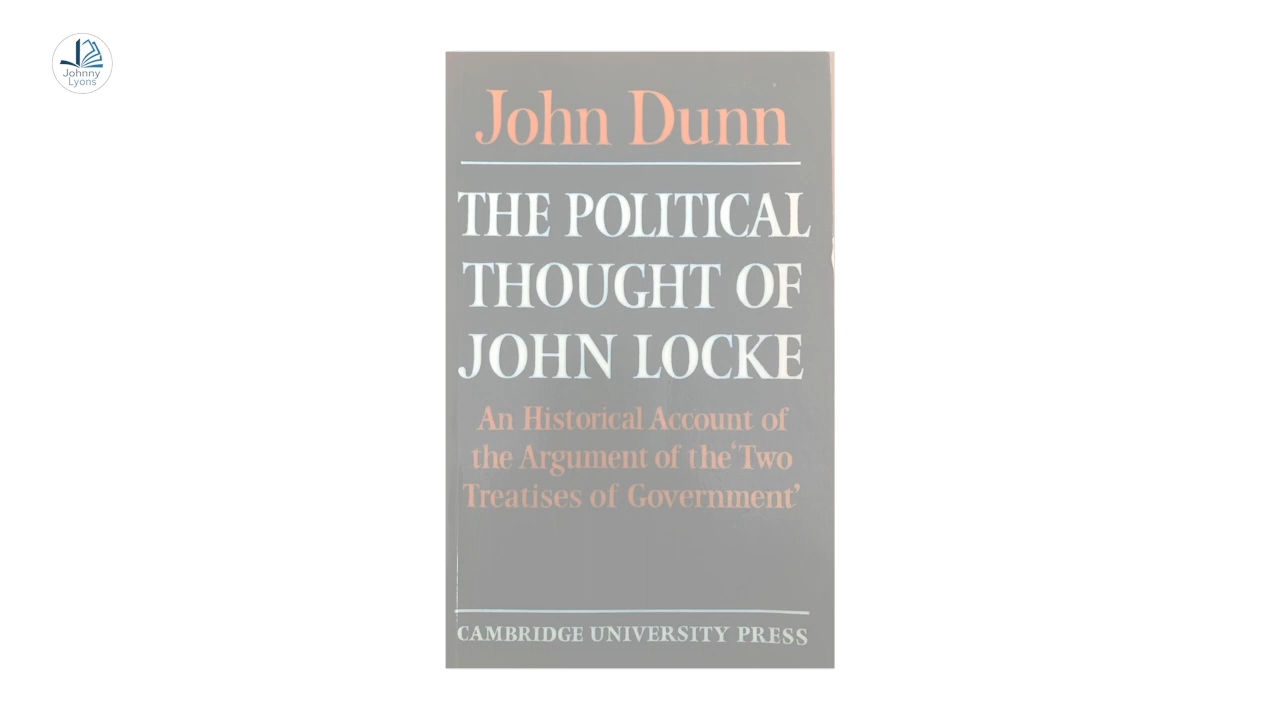 Johnny
Lyons
John Dunn
THE POLITICAL
THOUGHT OF
JOHN LOCKE
An Historical Account of
the Argument of the ‘Two
Treatises of Government’
CAMBRIDGE UNIVERSITY PRESS